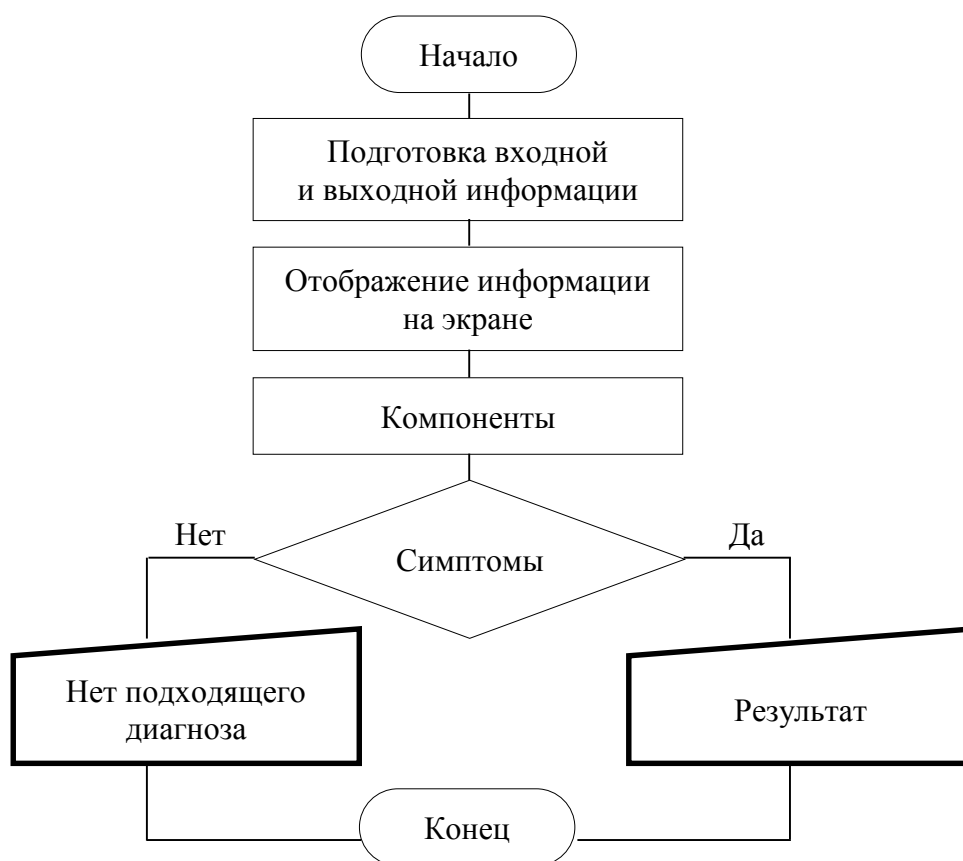 Начало
Подготовка входной
и выходной информации
Отображение информации
на экране
Компоненты
Нет
Да
Симптомы
Нет подходящего
диагноза
Результат
Конец